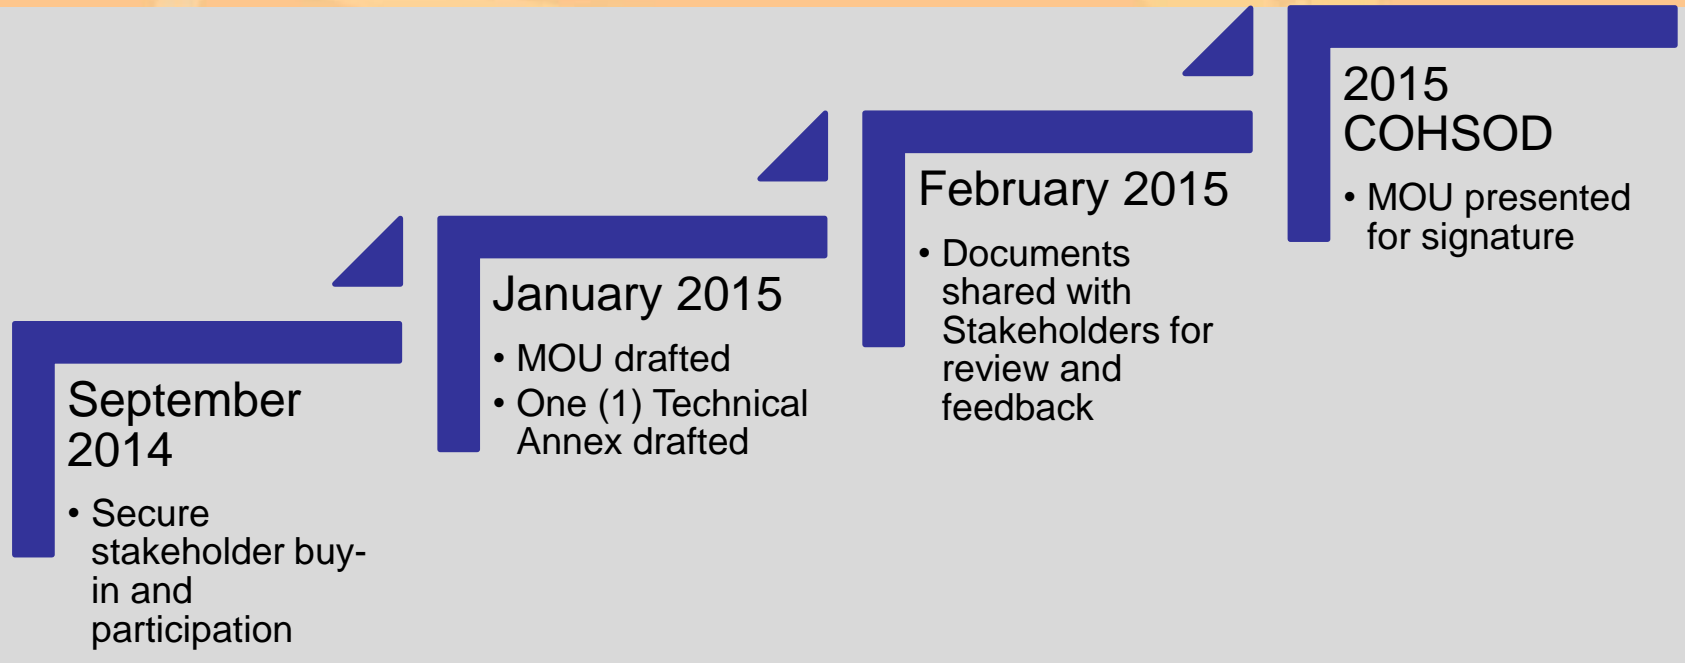 September
2014
• Secure
stakeholder buy-
in and
participation
January 2015
• MOU drafted
• One (1) Technical
Annex drafted
February 2015
• Documents
shared with
Stakeholders for
review and
feedback
2015
COHSOD
• MOU presented
for signature